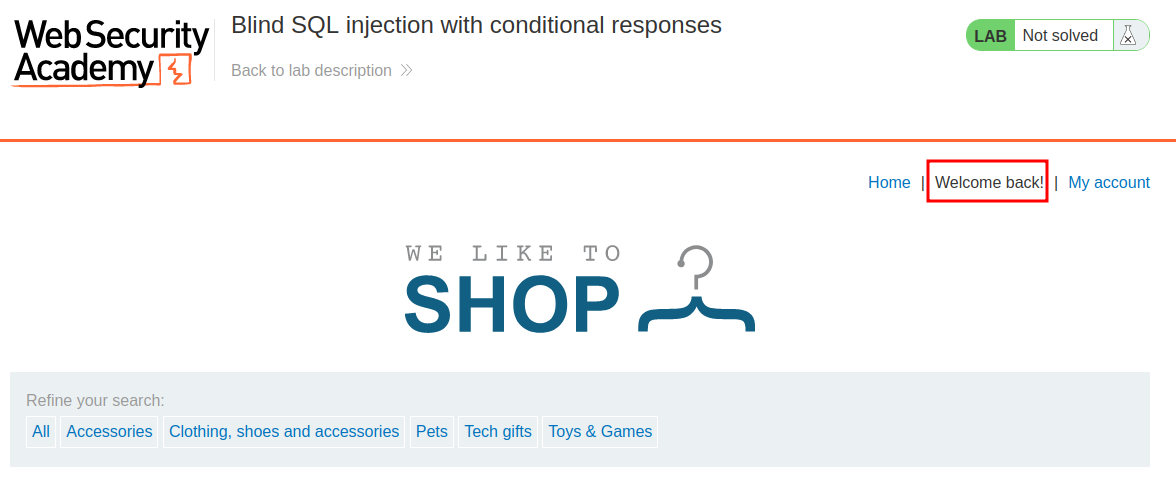 Web Security
Academy
Blind SQL injection with conditional responses
Back to lab description
LAB Not solved
Home | Welcome back! | My account
WE LIKE TO
SHOP
Refine your search:
All Accessories Clothing, shoes and accessories Pets Tech gifts Toys & Games